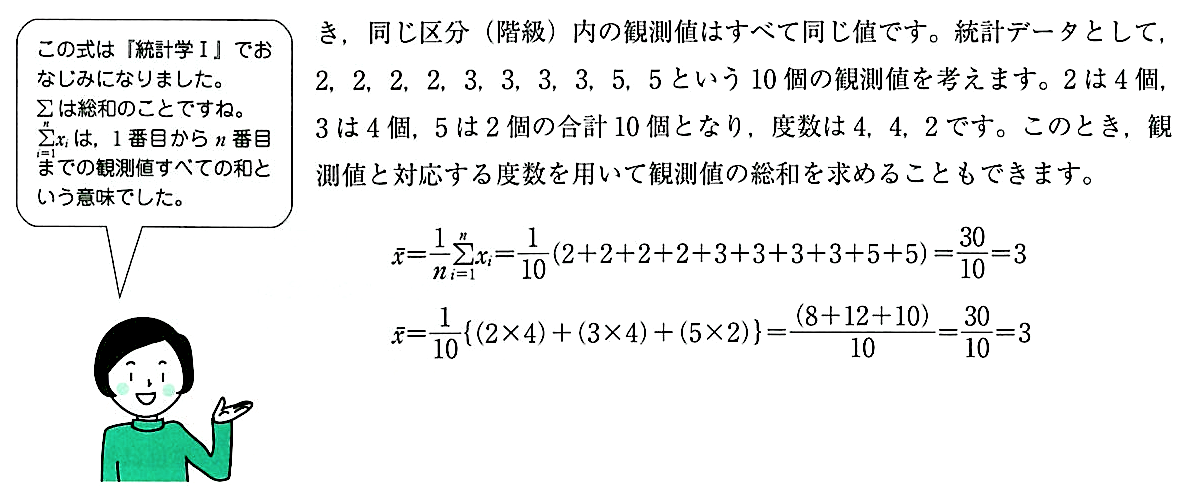 この式は『統計学Ⅰ』でお
なじみになりました。
Σは総和のことですね。
$\sum_{i=1}^{n} x_i$は，1番目からn番目
までの観測値すべての和と
いう意味でした。
き，同じ区分（階級）内の観測値はすべて同じ値です。統計データとして，
2，2，2，2，3，3，3，3，5，5という10個の観測値を考えます。2は4個，
3は4個，5は2個の合計10個となり，度数は4，4，2です。このとき，観
測値と対応する度数を用いて観測値の総和を求めることもできます。
$\bar{x}=\frac{1}{n}\sum_{i=1}^{n}x_i=\frac{1}{10}(2+2+2+2+3+3+3+3+5+5)=\frac{30}{10}=3$
$\bar{x}=\frac{1}{10}\{(2×4)+(3×4)+(5×2)\}=\frac{(8+12+10)}{10}=\frac{30}{10}=3$